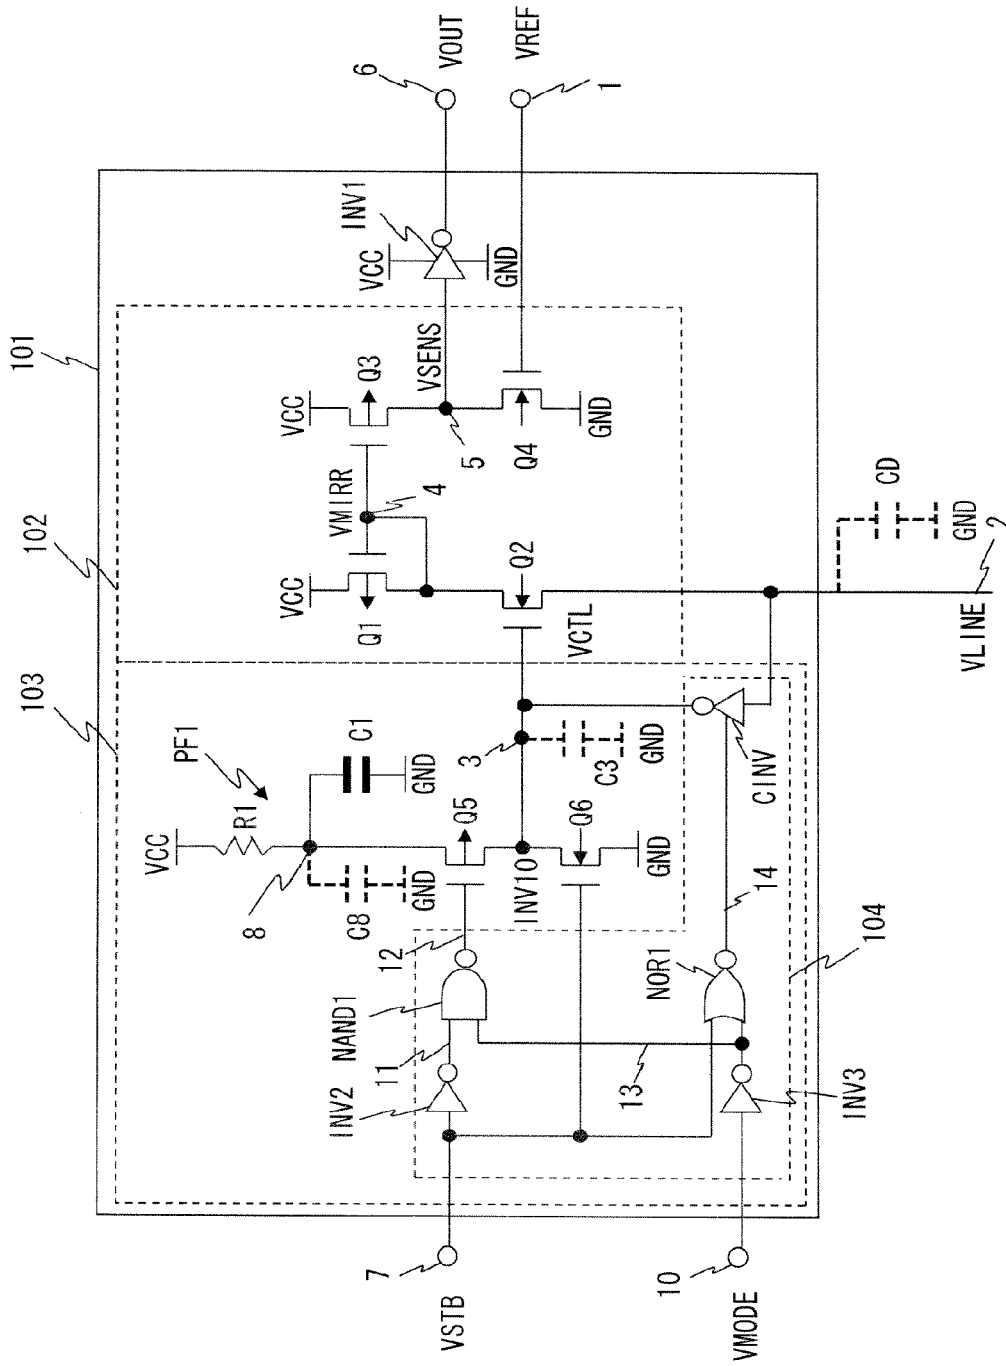 101
103
102
VCC
PF1
R1
8
VCC
VCC
INV2
VMIRR
NAND1
INV1
7
C8
C1
Q1
Q3
VCC
6
11
12
GND
GND
4
VSENS
VSTB
VOUT
Q5
5
3
INV10
GND
Q2
Q4
VREF
Q6
VCTL
C3
GND
1
13
GND
GND
10
NOR1
VMODE
14
CINV
INV3
104
CD
GND
VLINE
2